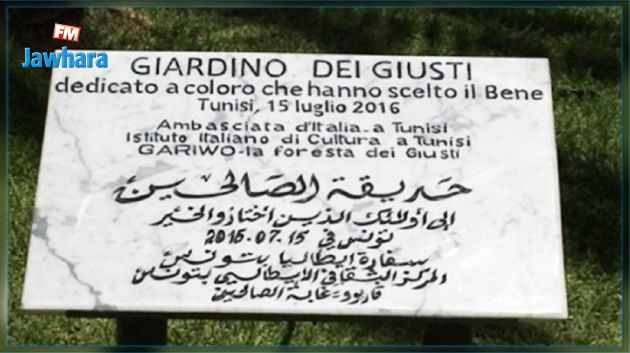 FM
Jawhara
GIARDINO DEI GIUSTI
dedicato a coloro che hanno scelto il Bene
Tunisi, 15 luglio 2016
Ambasciata d'Italia a Tunisi
Istituto Italiano di Cultura a Tunisi
GARIWO-la foresta dei Giusti
حديقة الصالحين
إلى أولئك الذين اختاروا الخير
تونس في 15.07.2016
سفارة إيطاليا بتونس
المركز الثقافي الإيطالي بتونس
قاريوو-غابة الصالحين